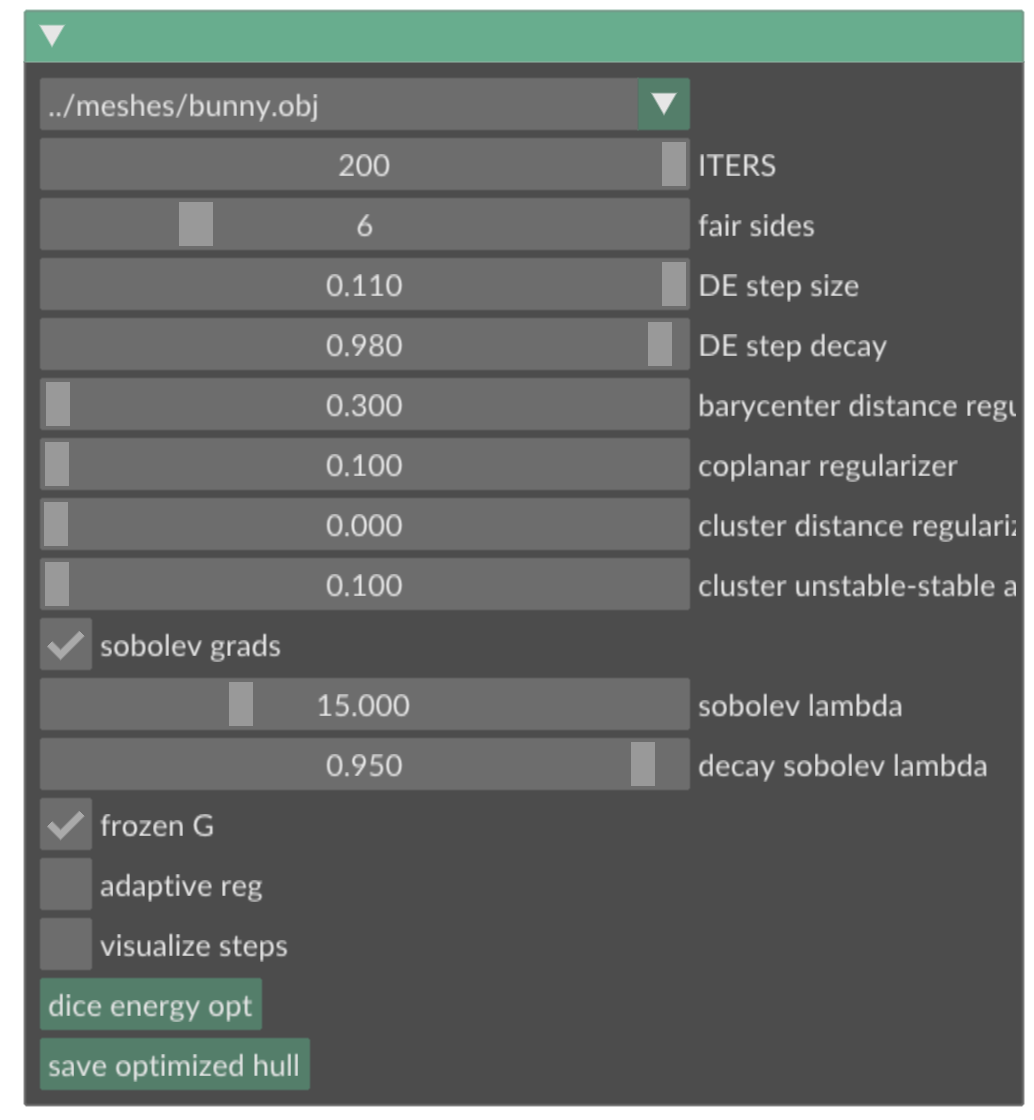 ../meshes/bunny.obj
200 ITERS
6 fair sides
0.110 DE step size
0.980 DE step decay
0.300 barycenter distance regu
0.100 coplanar regularizer
0.000 cluster distance regulariz
0.100 cluster unstable-stable a
sobolev grads
15.000 sobolev lambda
0.950 decay sobolev lambda
frozen G
adaptive reg
visualize steps
dice energy opt
save optimized hull